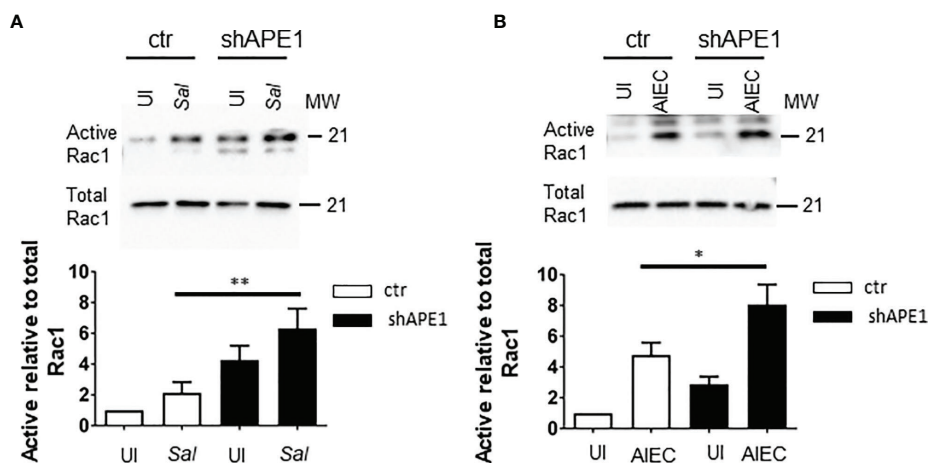 A
ctr shAPE1
UI Sal UI Sal MW
Active Rac1
21
Total Rac1
21
Active relative to total Rac1
10
8
6
4
2
0
**
ctr
shAPE1
UI Sal UI Sal
B
ctr shAPE1
UI AIEC UI AIEC MW
Active Rac1
21
Total Rac1
21
Active relative to total Rac1
10
8
6
4
2
0
*
ctr
shAPE1
UI AIEC UI AIEC